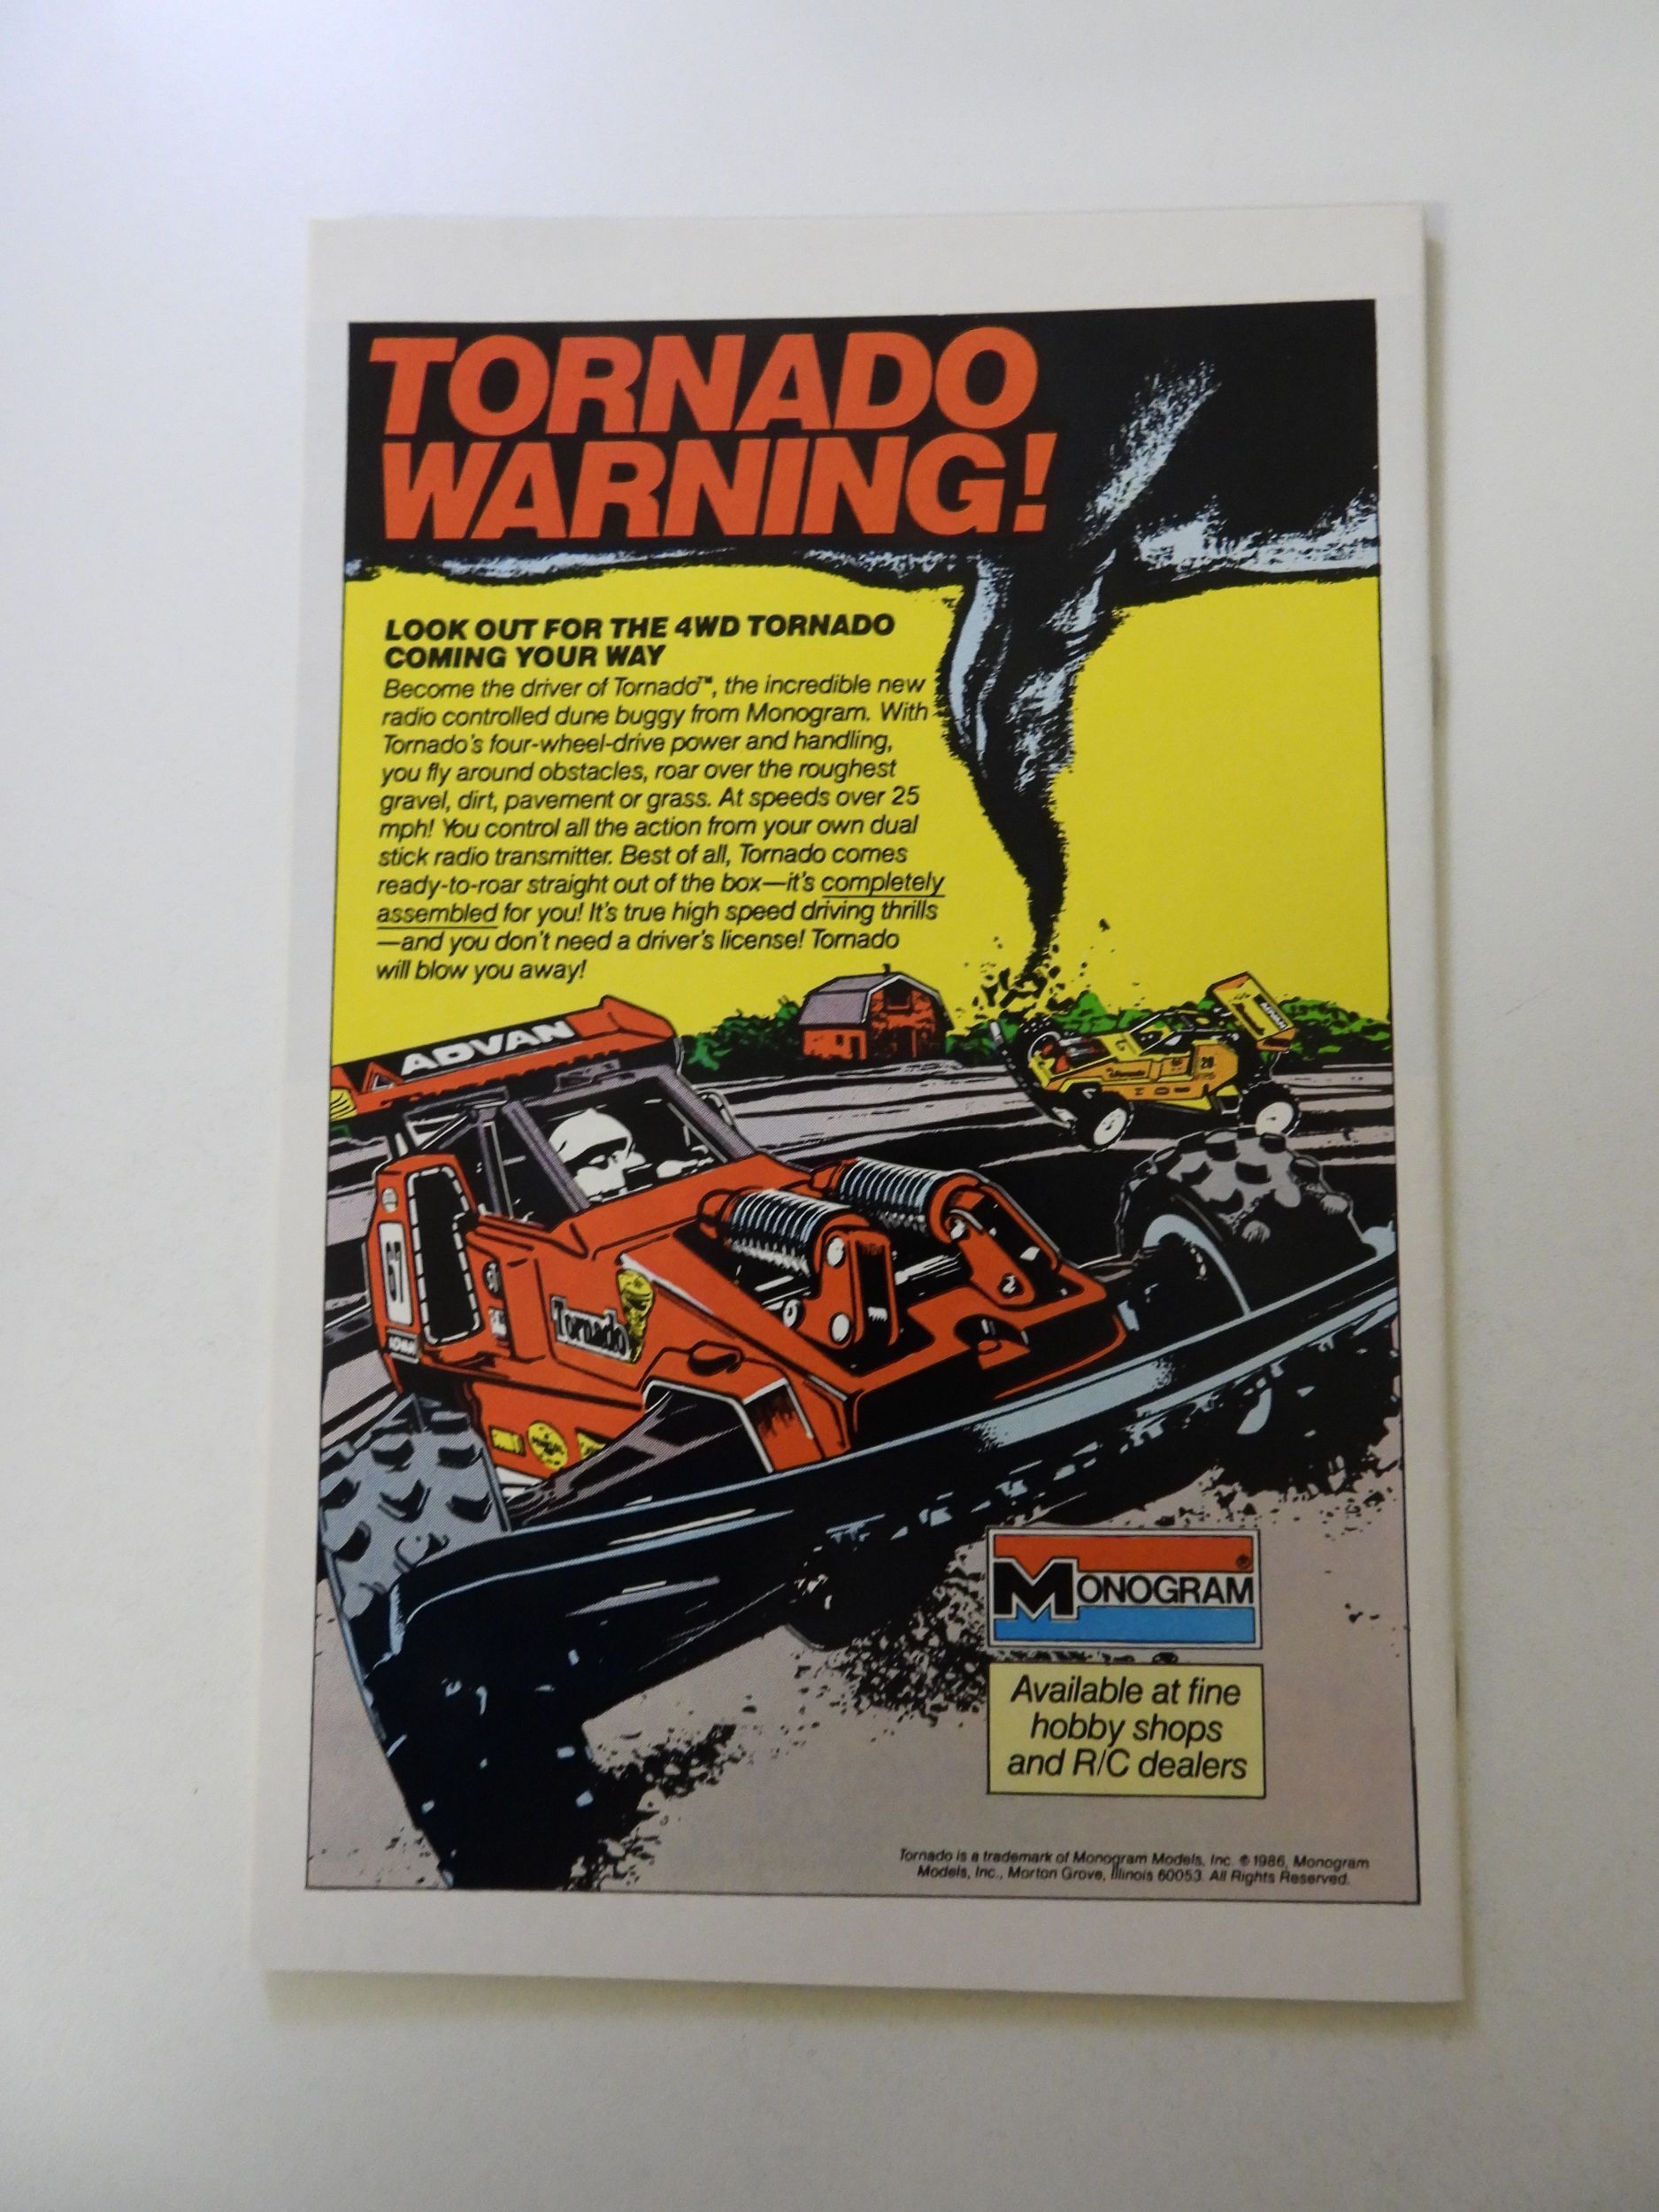 TORNADO
WARNING!
LOOK OUT FOR THE 4WD TORNADO
COMING YOUR WAY
Become the driver of Tornado™, the incredible new
radio controlled dune buggy from Monogram. With
Tornado's four-wheel-drive power and handling,
you fly around obstacles, roar over the roughest
gravel, dirt, pavement or grass. At speeds over 25
mph! You control all the action from your own dual
stick radio transmitter. Best of all, Tornado comes
ready-to-roar straight out of the box—it's completely
assembled for you! It's true high speed driving thrills
—and you don't need a driver's license! Tornado
will blow you away!
ADVAN
ADVAN
Tornado
28
67
Tornado
MONOGRAM®
Available at fine
hobby shops
and R/C dealers
Tornado is a trademark of Monogram Models, Inc. © 1986, Monogram
Models, Inc., Morton Grove, Illinois 60053. All Rights Reserved.